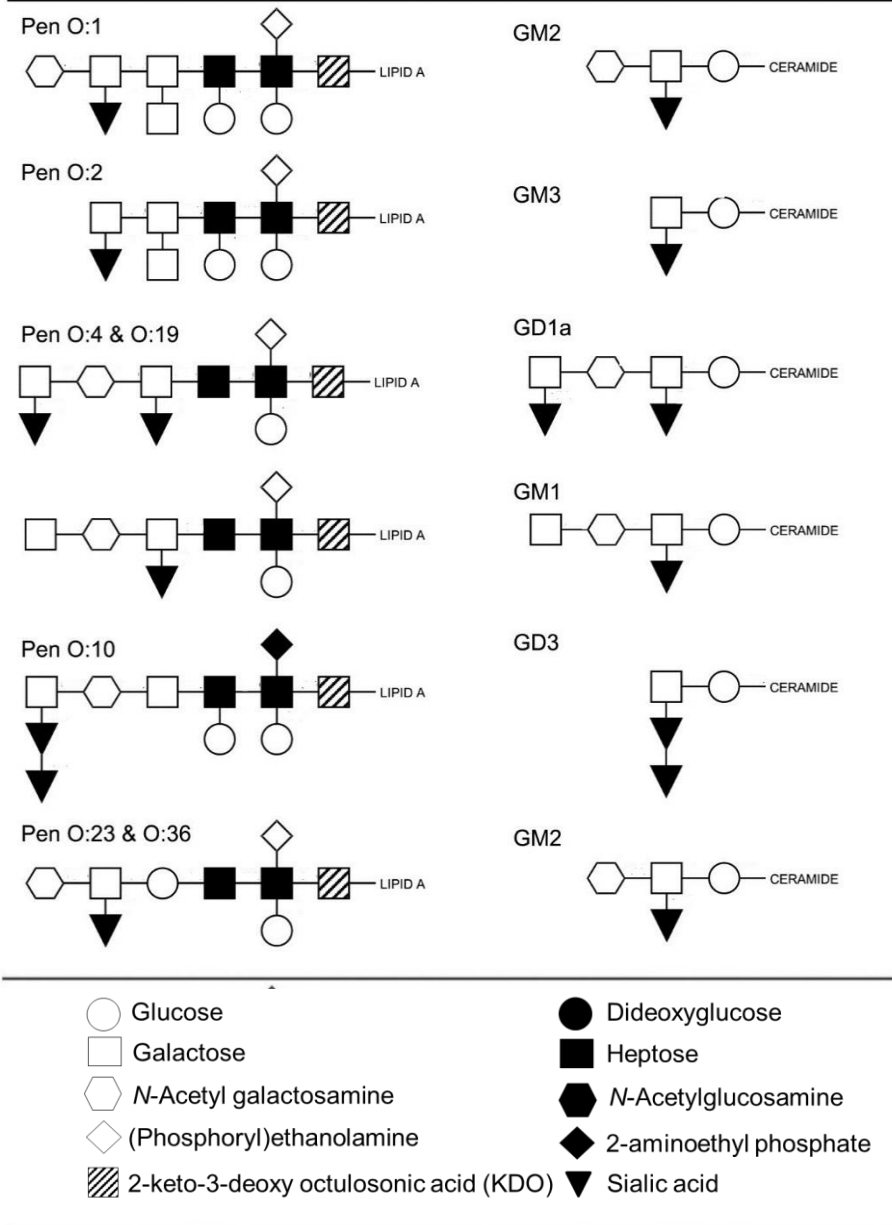 Pen O:1
GM2
LIPID A
CERAMIDE
Pen O:2
GM3
LIPID A
CERAMIDE
Pen O:4 & O:19
GD1a
LIPID A
CERAMIDE
GM1
LIPID A
CERAMIDE
Pen O:10
GD3
LIPID A
CERAMIDE
Pen O:23 & O:36
GM2
LIPID A
CERAMIDE
Glucose
Dideoxyglucose
Galactose
Heptose
N-Acetyl galactosamine
N-Acetylglucosamine
(Phosphoryl)ethanolamine
2-aminoethyl phosphate
2-keto-3-deoxy octulosonic acid (KDO)
Sialic acid